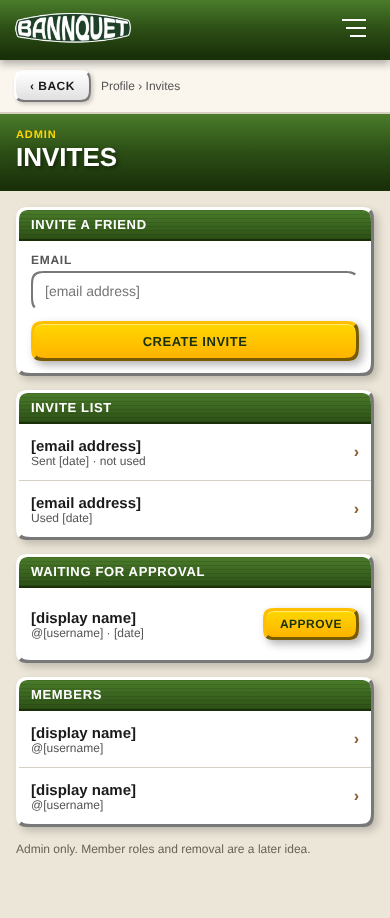 BANNQUET
‹ BACK
Profile › Invites
ADMIN
INVITES
INVITE A FRIEND
EMAIL
[email address]
CREATE INVITE
INVITE LIST
[email address]
Sent [date] · not used
›
[email address]
Used [date]
›
WAITING FOR APPROVAL
[display name]
@[username] · [date]
APPROVE
MEMBERS
[display name]
@[username]
›
[display name]
@[username]
›
Admin only. Member roles and removal are a later idea.